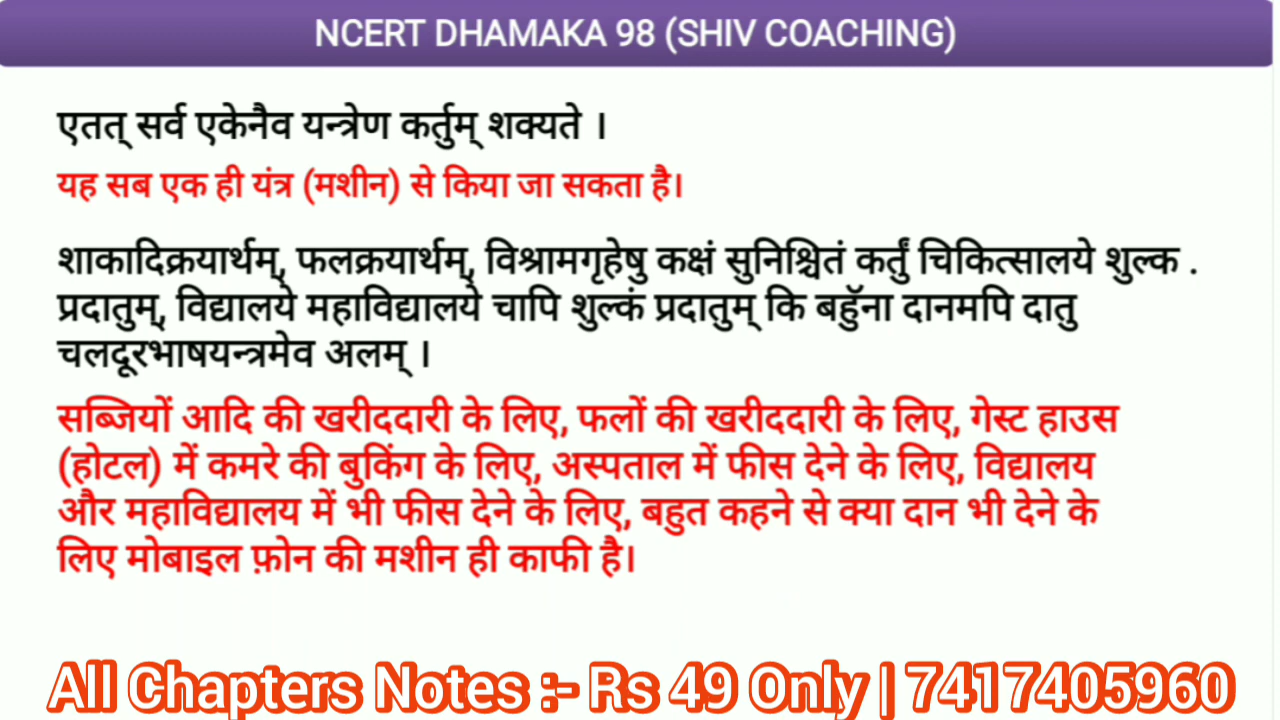 NCERT DHAMAKA 98 (SHIV COACHING)
एतत् सर्व एकेनैव यन्त्रेण कर्तुम् शक्यते ।
यह सब एक ही यंत्र (मशीन) से किया जा सकता है।
शाकादिक्रयार्थम्, फलक्रयार्थम्, विश्रामगृहेषु कक्षं सुनिश्चितं कर्तुं चिकित्सालये शुल्क .
प्रदातुम्, विद्यालये महाविद्यालये चापि शुल्कं प्रदातुम् कि बहुॅना दानमपि दातु
चलदूरभाषयन्त्रमेव अलम् ।
सब्जियों आदि की खरीददारी के लिए, फलों की खरीददारी के लिए, गेस्ट हाउस
(होटल) में कमरे की बुकिंग के लिए, अस्पताल में फीस देने के लिए, विद्यालय
और महाविद्यालय में भी फीस देने के लिए, बहुत कहने से क्या दान भी देने के
लिए मोबाइल फ़ोन की मशीन ही काफी है।
All Chapters Notes :- Rs 49 Only | 7417405960